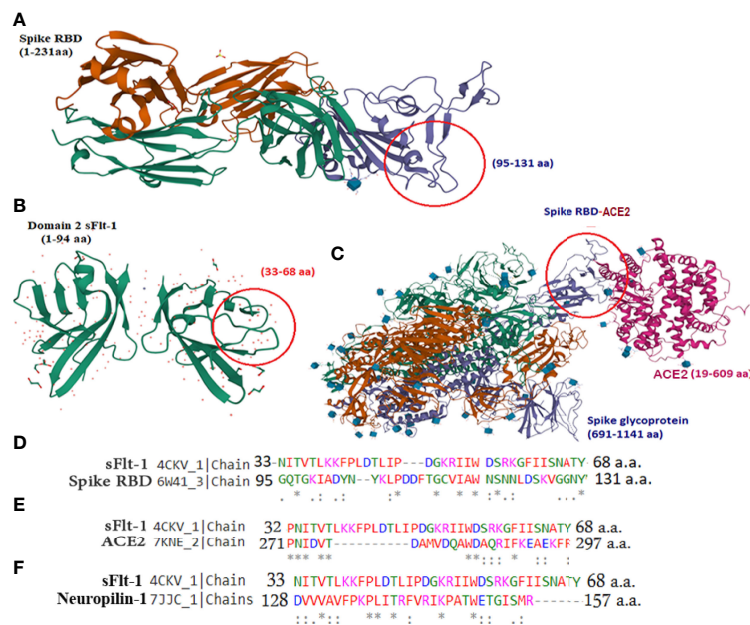 A
Spike RBD
(1-231aa)
(95-131 aa)
B
Domain 2 sFlt-1
(1-94 aa)
(33-68 aa)
Spike RBD-ACE2
C
ACE2 (19-609 aa)
Spike glycoprotein
(691-1141 aa)
D
sFlt-1 4CKV_1|Chain 33 -NITVTLKKFPLDTLIP---DGKRIIW DSRKGFIISNATY 68 a.a.
Spike RBD 6W41_3|Chain 95 GQTGKIADYN--YKLPDDFTGCVIAW NSNNLDSKVGGNY 131 a.a.
E
sFlt-1 4CKV_1|Chain 32 PNITVTLKKFPLDTLIPDGKRIIWDSRKGFIISNATY 68 a.a.
ACE2 7KNE_2|Chain 271 PNIDVT----------DAMVDQAWDAQRIFKEAEKFF 297 a.a.
F
sFlt-1 4CKV_1|Chain 33 NITVTLKKFPLDTLIPDGKRIIWDSRKGFIISNATY 68 a.a.
Neuropilin-1 7JJC_1|Chains 128 DVVVAVFPKPLITRFVRIKPATWETGISMR------ 157 a.a.